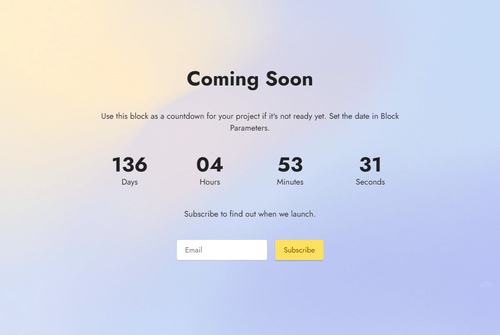 Coming Soon
Use this block as a countdown for your project if it's not ready yet. Set the date in Block
Parameters.
136 04 53 31
Days Hours Minutes Seconds
Subscribe to find out when we launch.
Email Subscribe